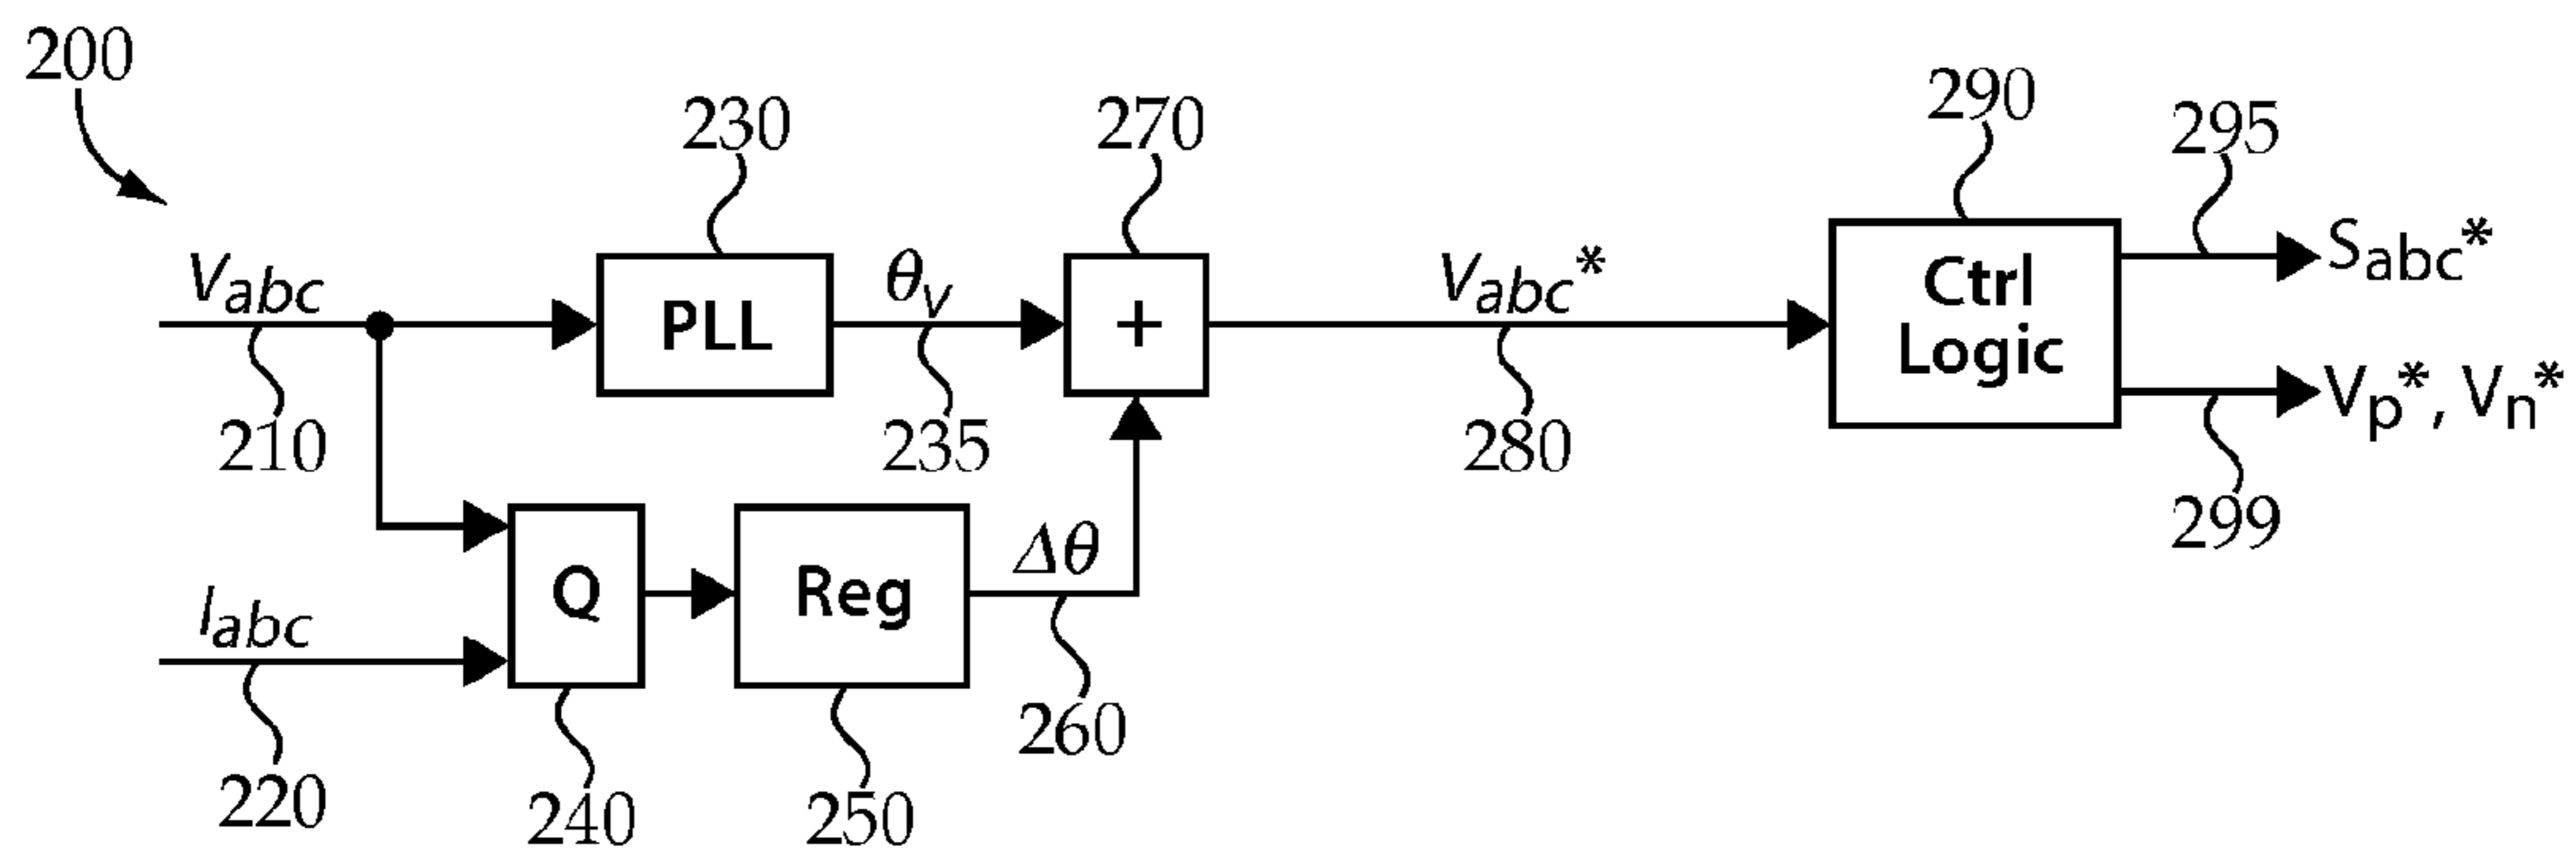 200
230
270
290
295
Vabc
PLL
θv
+
Vabc*
Ctrl
Logic
Sabc*
Vp*, Vn*
210
235
280
299
Iabc
Q
Reg
Δθ
220
240
250
260